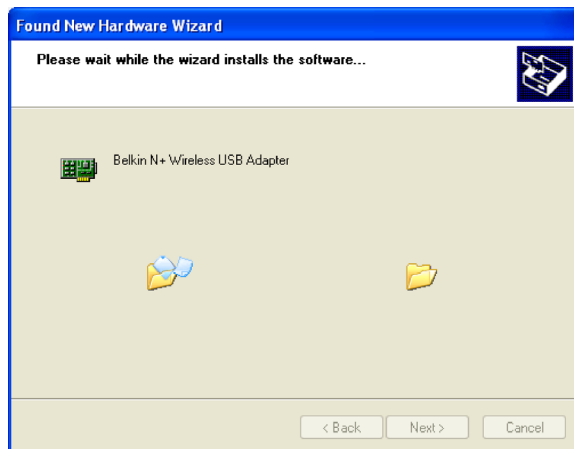 Found New Hardware Wizard
Please wait while the wizard installs the software...
Belkin N+ Wireless USB Adapter
< Back
Next >
Cancel